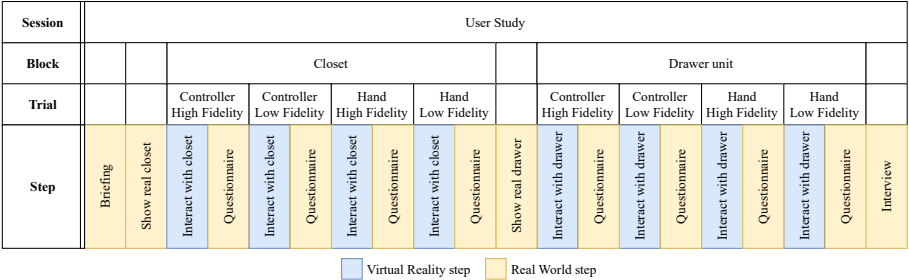 Session
User Study
Block
Closet
Drawer unit
Trial
Controller
High Fidelity
Controller
Low Fidelity
Hand
High Fidelity
Hand
Low Fidelity
Controller
High Fidelity
Controller
Low Fidelity
Hand
High Fidelity
Hand
Low Fidelity
Step
Briefing
Show real closet
Interact with closet
Questionnaire
Interact with closet
Questionnaire
Interact with closet
Questionnaire
Interact with closet
Questionnaire
Show real drawer
Interact with drawer
Questionnaire
Interact with drawer
Questionnaire
Interact with drawer
Questionnaire
Interact with drawer
Questionnaire
Interview
Virtual Reality step
Real World step